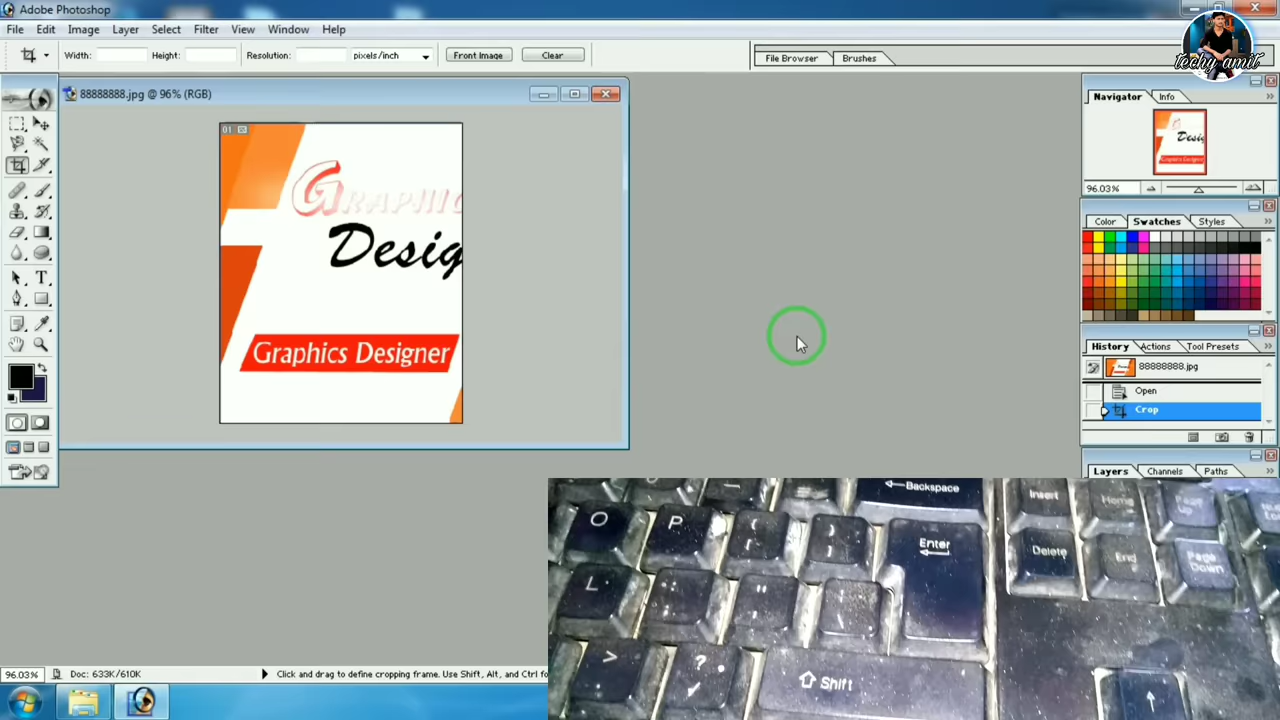 Adobe Photoshop
File Edit Image Layer Select Filter View Window Help
Width: Height: Resolution: pixels/inch Front Image Clear
File Browser Brushes
techy amit
88888888.jpg @ 96% (RGB)
01
GRAPHIC
Desig
Graphics Designer
Navigator Info
Desig
96.03%
Color Swatches Styles
History Actions Tool Presets
88888888.jpg
Open
Crop
Layers Channels Paths
T
96.03% Doc: 633K/610K Click and drag to define cropping frame. Use Shift, Alt, and Ctrl fo
Backspace Insert Home Page Up
O P { [ } ] Enter Delete End Page Down
L : ; "
> ? / Shift